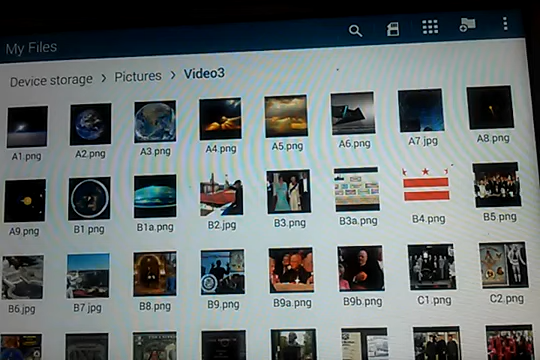 My Files
Device storage > Pictures > Video3
A1.png A2.png A3.png A4.png A5.png A6.png A7.jpg A8.png
A9.png B1.png B1a.png B2.jpg B3.png B3a.png B4.png B5.png
B6.jpg B7.jpg B8.png B9.png B9a.png B9b.png C1.png C2.png